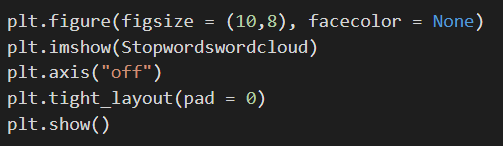 plt.figure(figsize = (10,8), facecolor = None)
plt.imshow(Stopwordswordcloud)
plt.axis("off")
plt.tight_layout(pad = 0)
plt.show()